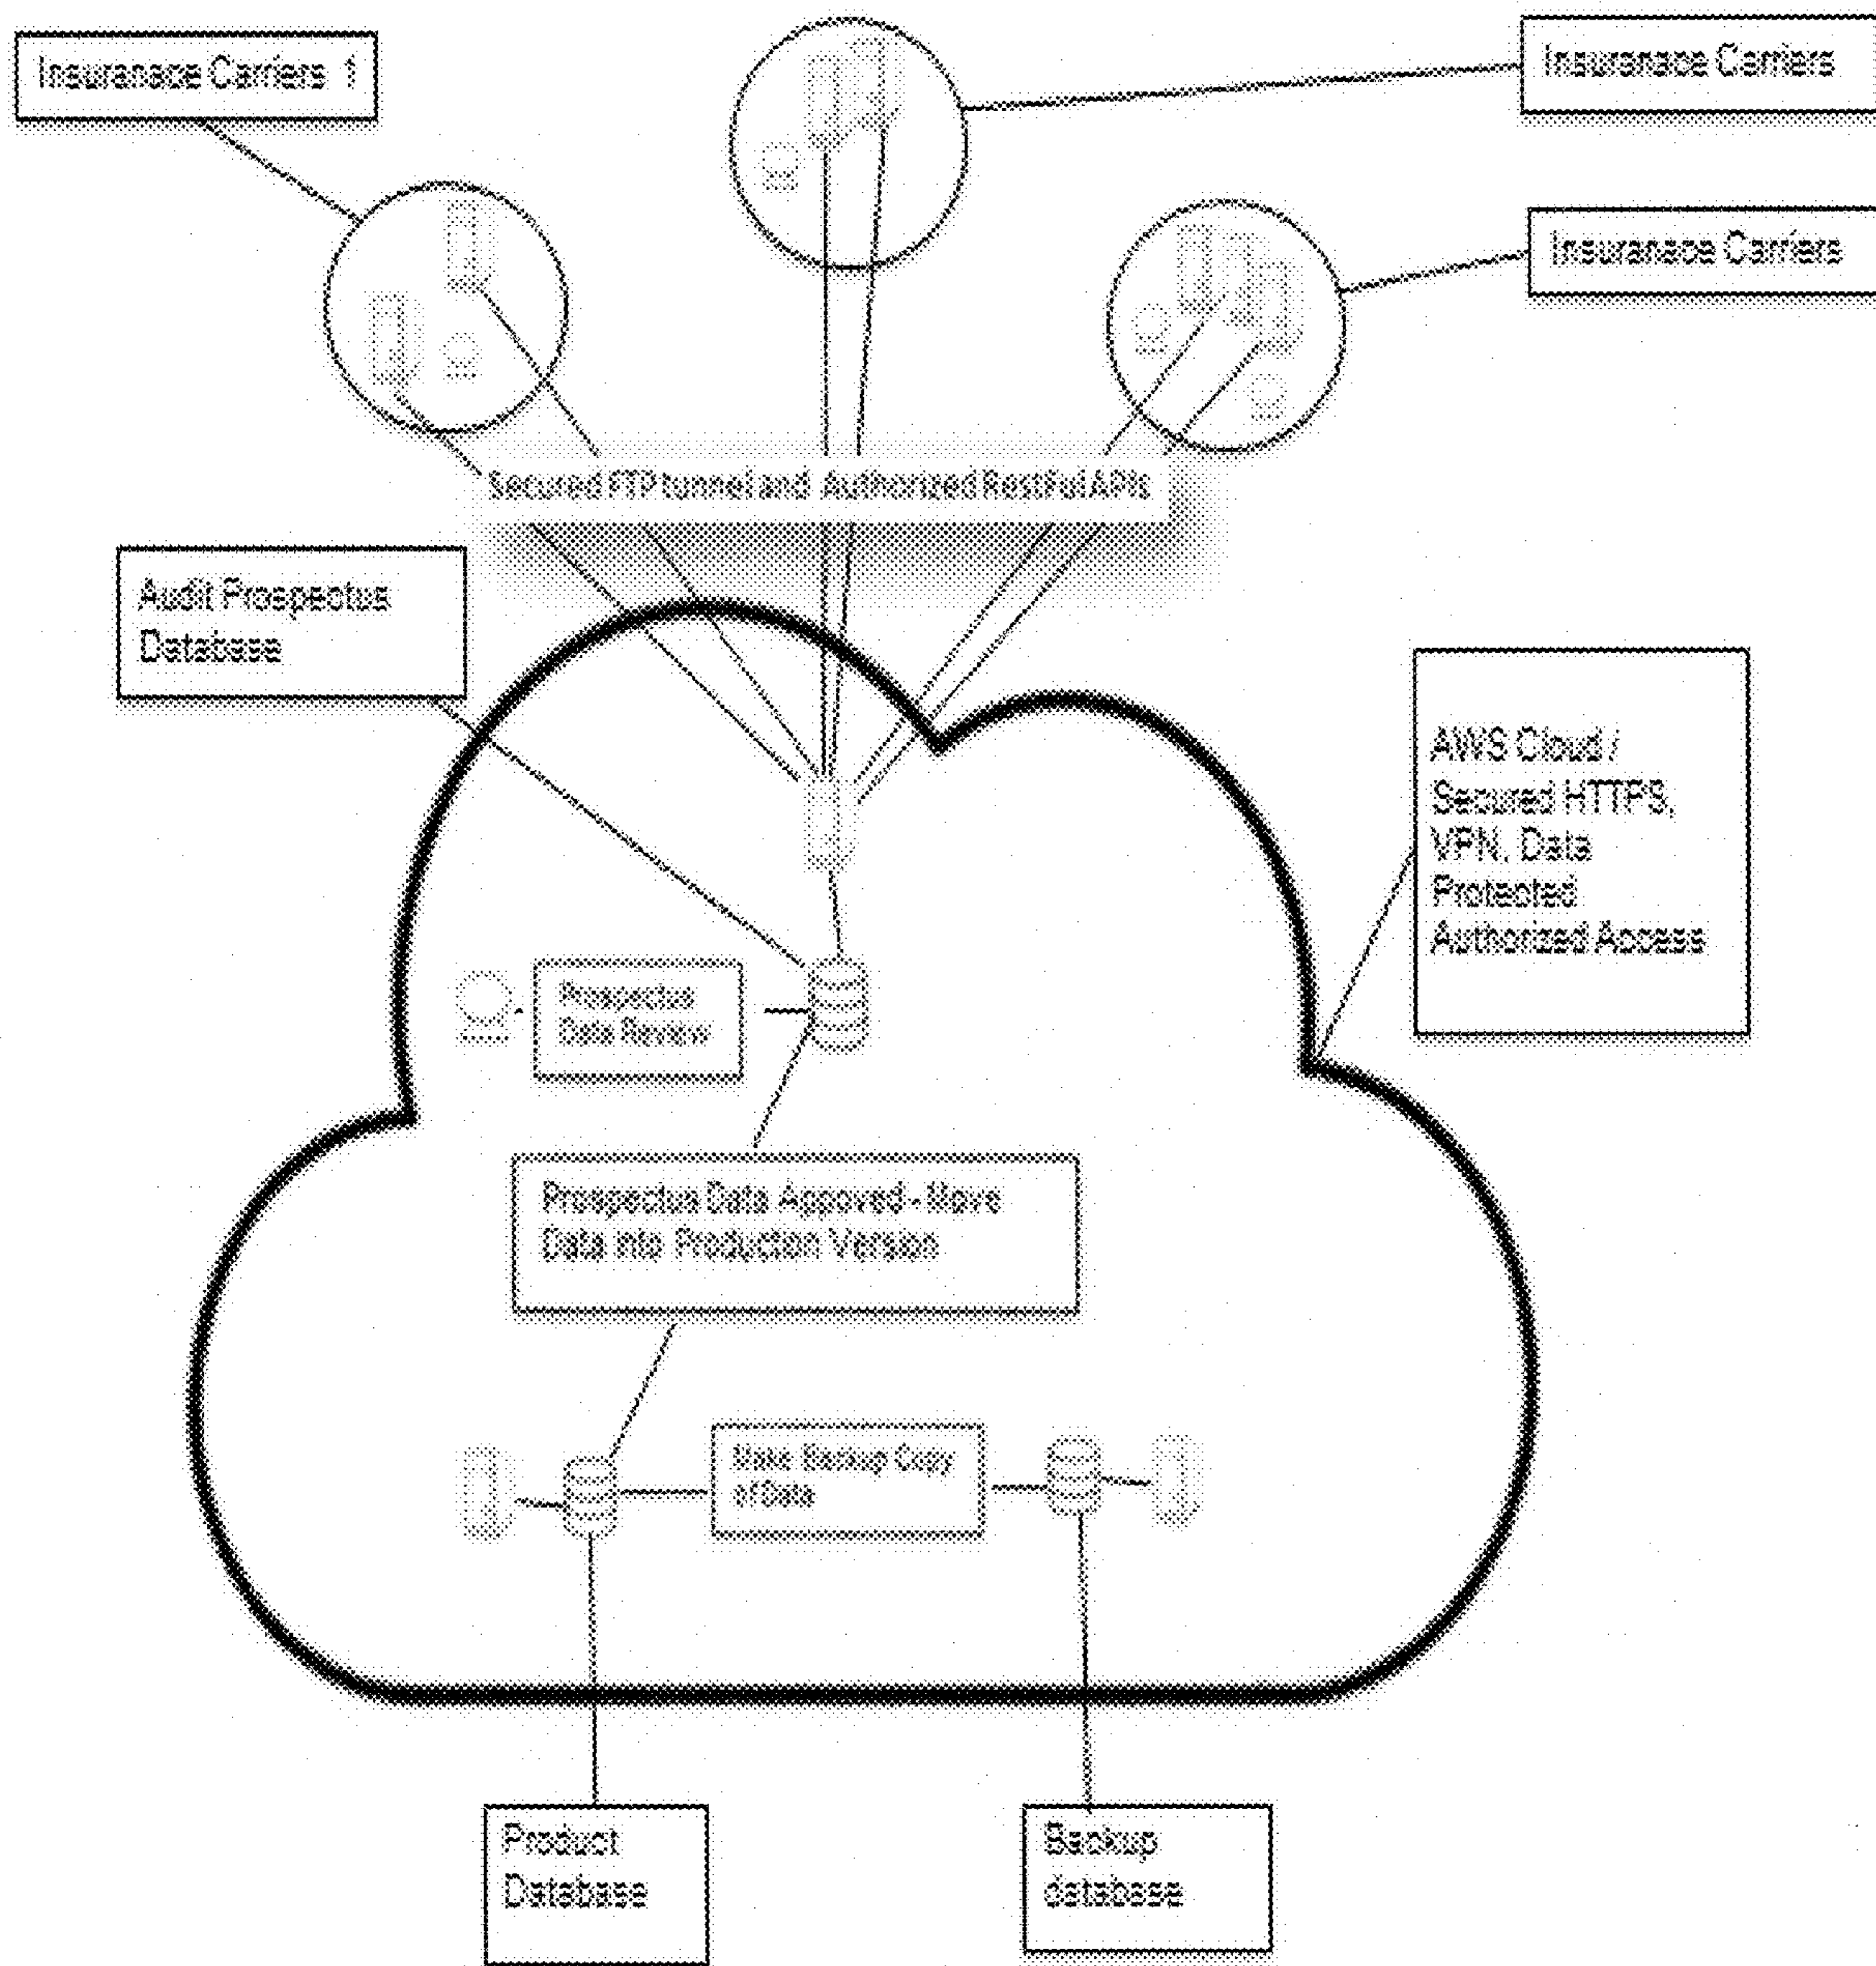 Insuranace Carriers 1
Insuranace Carriers
Insuranace Carriers
Secured FTP tunnel and Authorized RestFul APIs
Audit Prospectus
Database
AWS Cloud /
Secured HTTPS,
VPN, Data
Protected
Authorized Access
Prospectus
Data Review
Prospectus Data Appoved - Move
Data into Production Version
Make Backup Copy
of Data
Product
Database
Backup
database